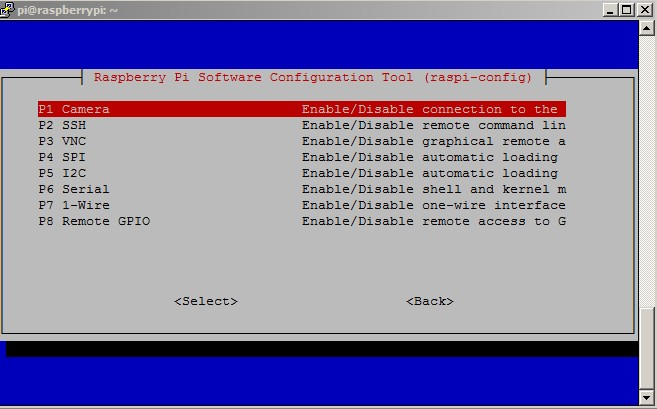 pi@raspberrypi: ~
Raspberry Pi Software Configuration Tool (raspi-config)
P1 Camera Enable/Disable connection to the
P2 SSH Enable/Disable remote command lin
P3 VNC Enable/Disable graphical remote a
P4 SPI Enable/Disable automatic loading
P5 I2C Enable/Disable automatic loading
P6 Serial Enable/Disable shell and kernel m
P7 1-Wire Enable/Disable one-wire interface
P8 Remote GPIO Enable/Disable remote access to G
<Select> <Back>